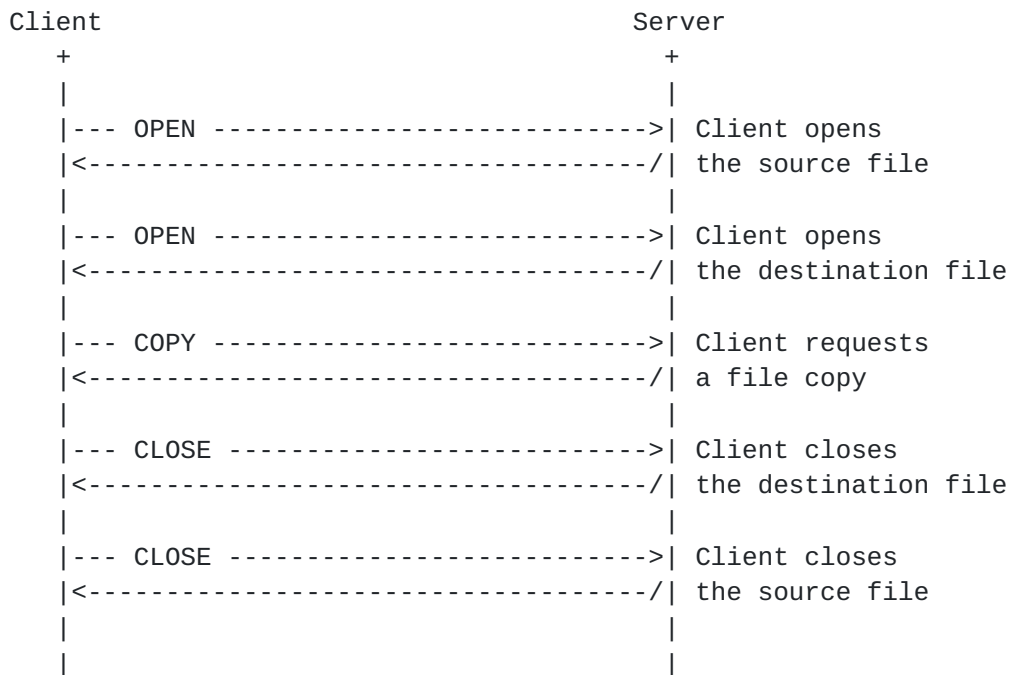 Client                                  Server
   +                                      +
   |                                      |
   |--- OPEN ---------------------------->| Client opens
   |<------------------------------------/| the source file
   |                                      |
   |--- OPEN ---------------------------->| Client opens
   |<------------------------------------/| the destination file
   |                                      |
   |--- COPY ---------------------------->| Client requests
   |<------------------------------------/| a file copy
   |                                      |
   |--- CLOSE --------------------------->| Client closes
   |<------------------------------------/| the destination file
   |                                      |
   |--- CLOSE --------------------------->| Client closes
   |<------------------------------------/| the source file
   |                                      |
   |                                      |